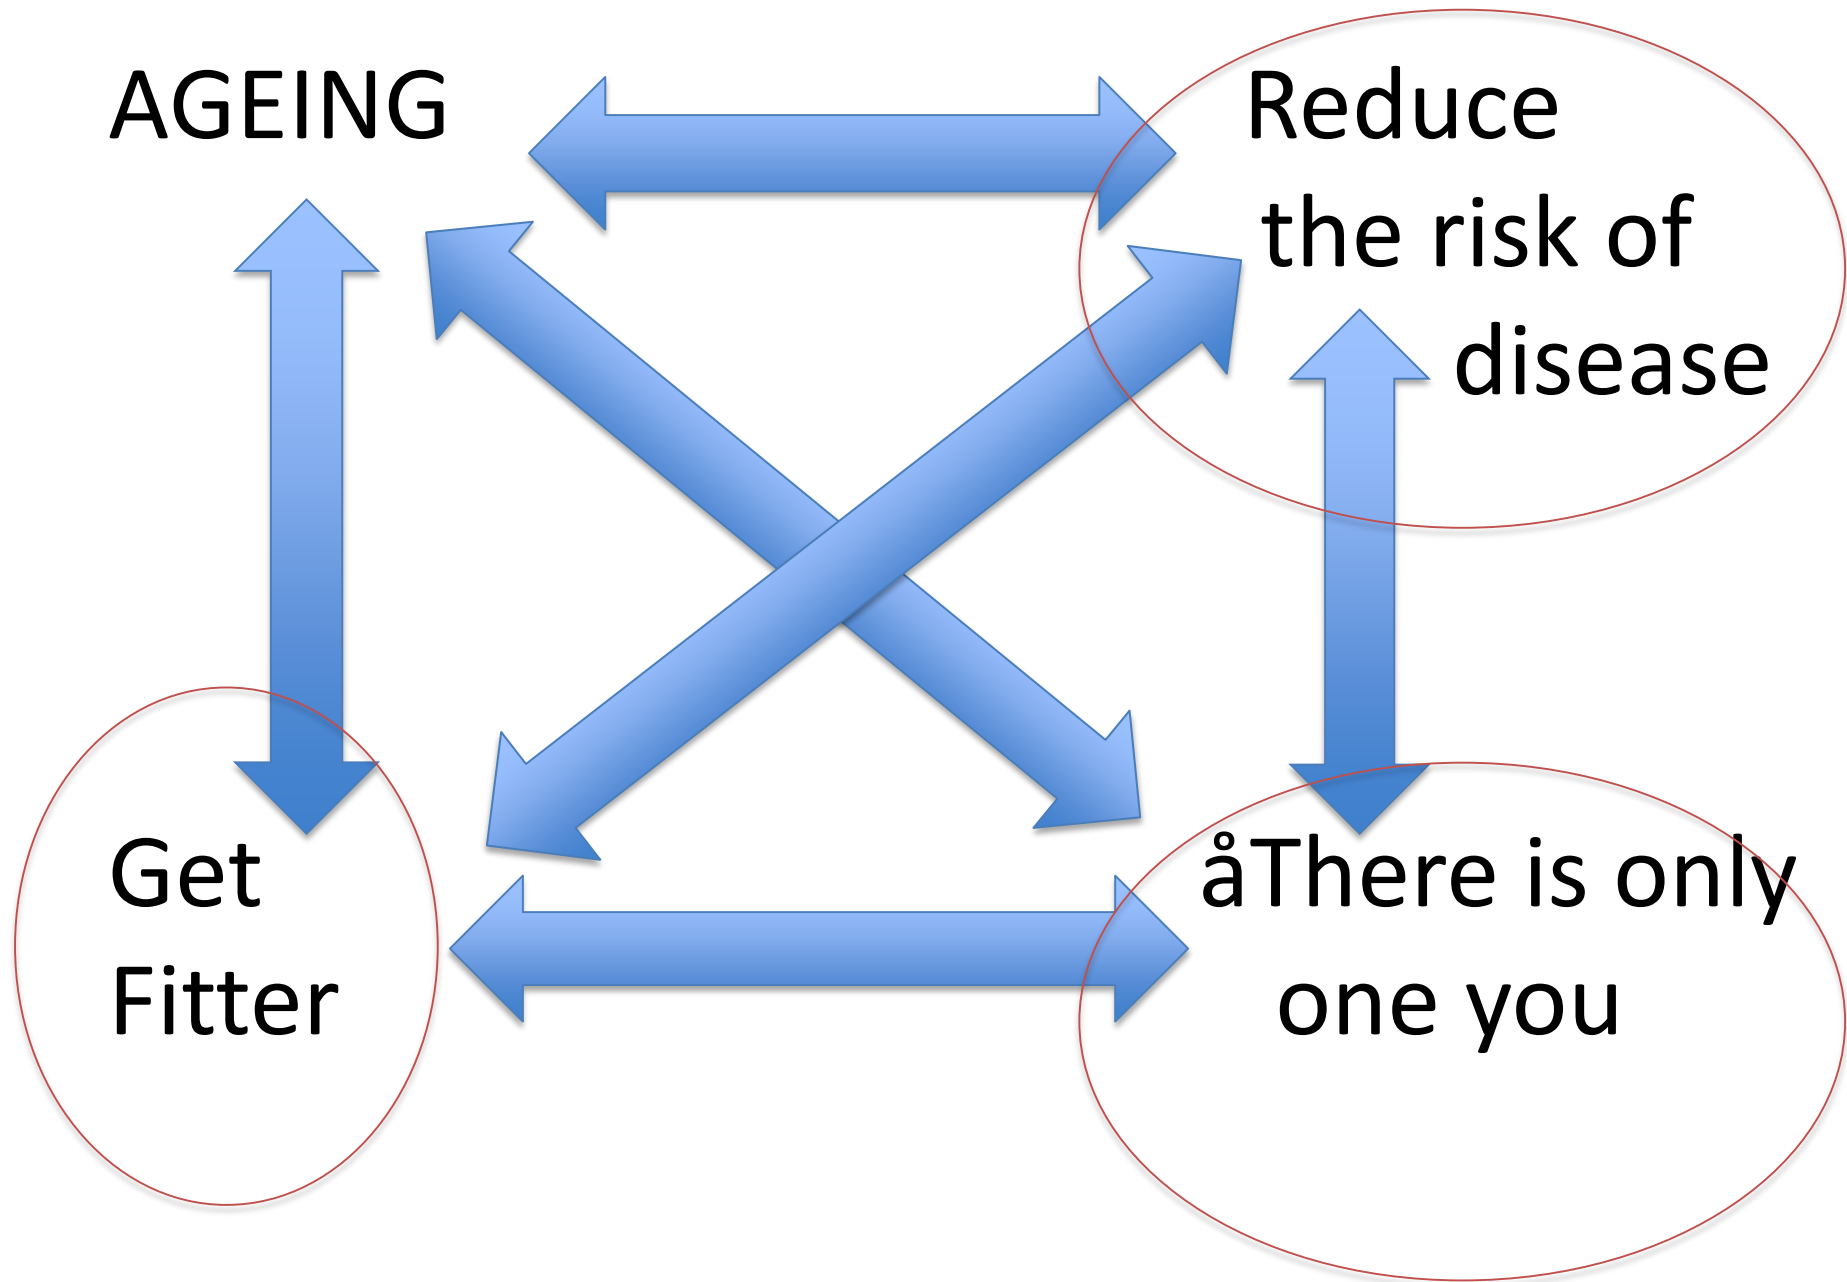 AGEING
Reduce
the risk of
disease
Get
Fitter
åThere is only
one you